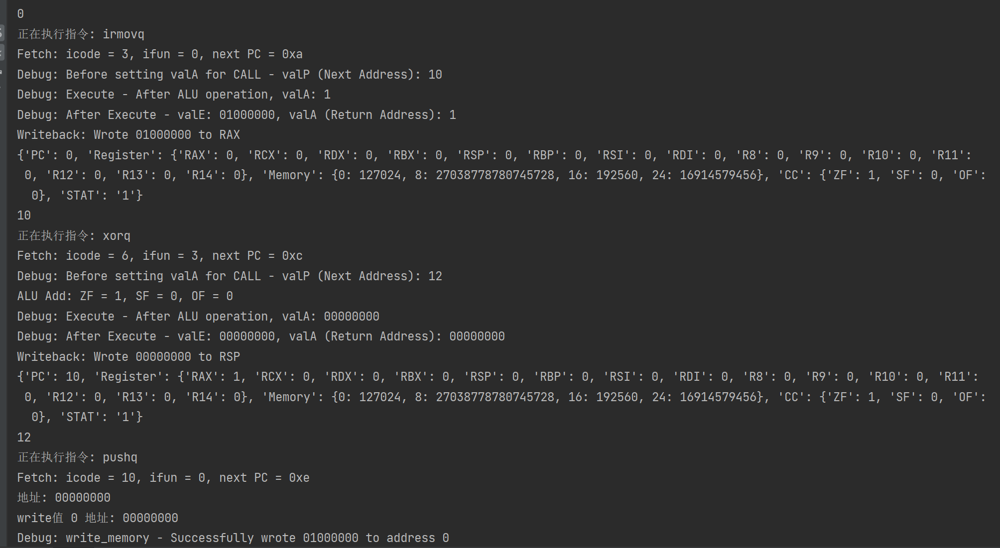 0
正在执行指令: irmovq
Fetch: icode = 3, ifun = 0, next PC = 0xa
Debug: Before setting valA for CALL - valP (Next Address): 10
Debug: Execute - After ALU operation, valA: 1
Debug: After Execute - valE: 01000000, valA (Return Address): 1
Writeback: Wrote 01000000 to RAX
{'PC': 0, 'Register': {'RAX': 0, 'RCX': 0, 'RDX': 0, 'RBX': 0, 'RSP': 0, 'RBP': 0, 'RSI': 0, 'RDI': 0, 'R8': 0, 'R9': 0, 'R10': 0, 'R11':
0, 'R12': 0, 'R13': 0, 'R14': 0}, 'Memory': {0: 127024, 8: 27038778780745728, 16: 192560, 24: 16914579456}, 'CC': {'ZF': 1, 'SF': 0, 'OF':
0}, 'STAT': '1'}
10
正在执行指令: xorq
Fetch: icode = 6, ifun = 3, next PC = 0xc
Debug: Before setting valA for CALL - valP (Next Address): 12
ALU Add: ZF = 1, SF = 0, OF = 0
Debug: Execute - After ALU operation, valA: 00000000
Debug: After Execute - valE: 00000000, valA (Return Address): 00000000
Writeback: Wrote 00000000 to RSP
{'PC': 10, 'Register': {'RAX': 1, 'RCX': 0, 'RDX': 0, 'RBX': 0, 'RSP': 0, 'RBP': 0, 'RSI': 0, 'RDI': 0, 'R8': 0, 'R9': 0, 'R10': 0, 'R11':
0, 'R12': 0, 'R13': 0, 'R14': 0}, 'Memory': {0: 127024, 8: 27038778780745728, 16: 192560, 24: 16914579456}, 'CC': {'ZF': 1, 'SF': 0, 'OF':
0}, 'STAT': '1'}
12
正在执行指令: pushq
Fetch: icode = 10, ifun = 0, next PC = 0xe
地址: 00000000
write值 0 地址: 00000000
Debug: write_memory - Successfully wrote 01000000 to address 0